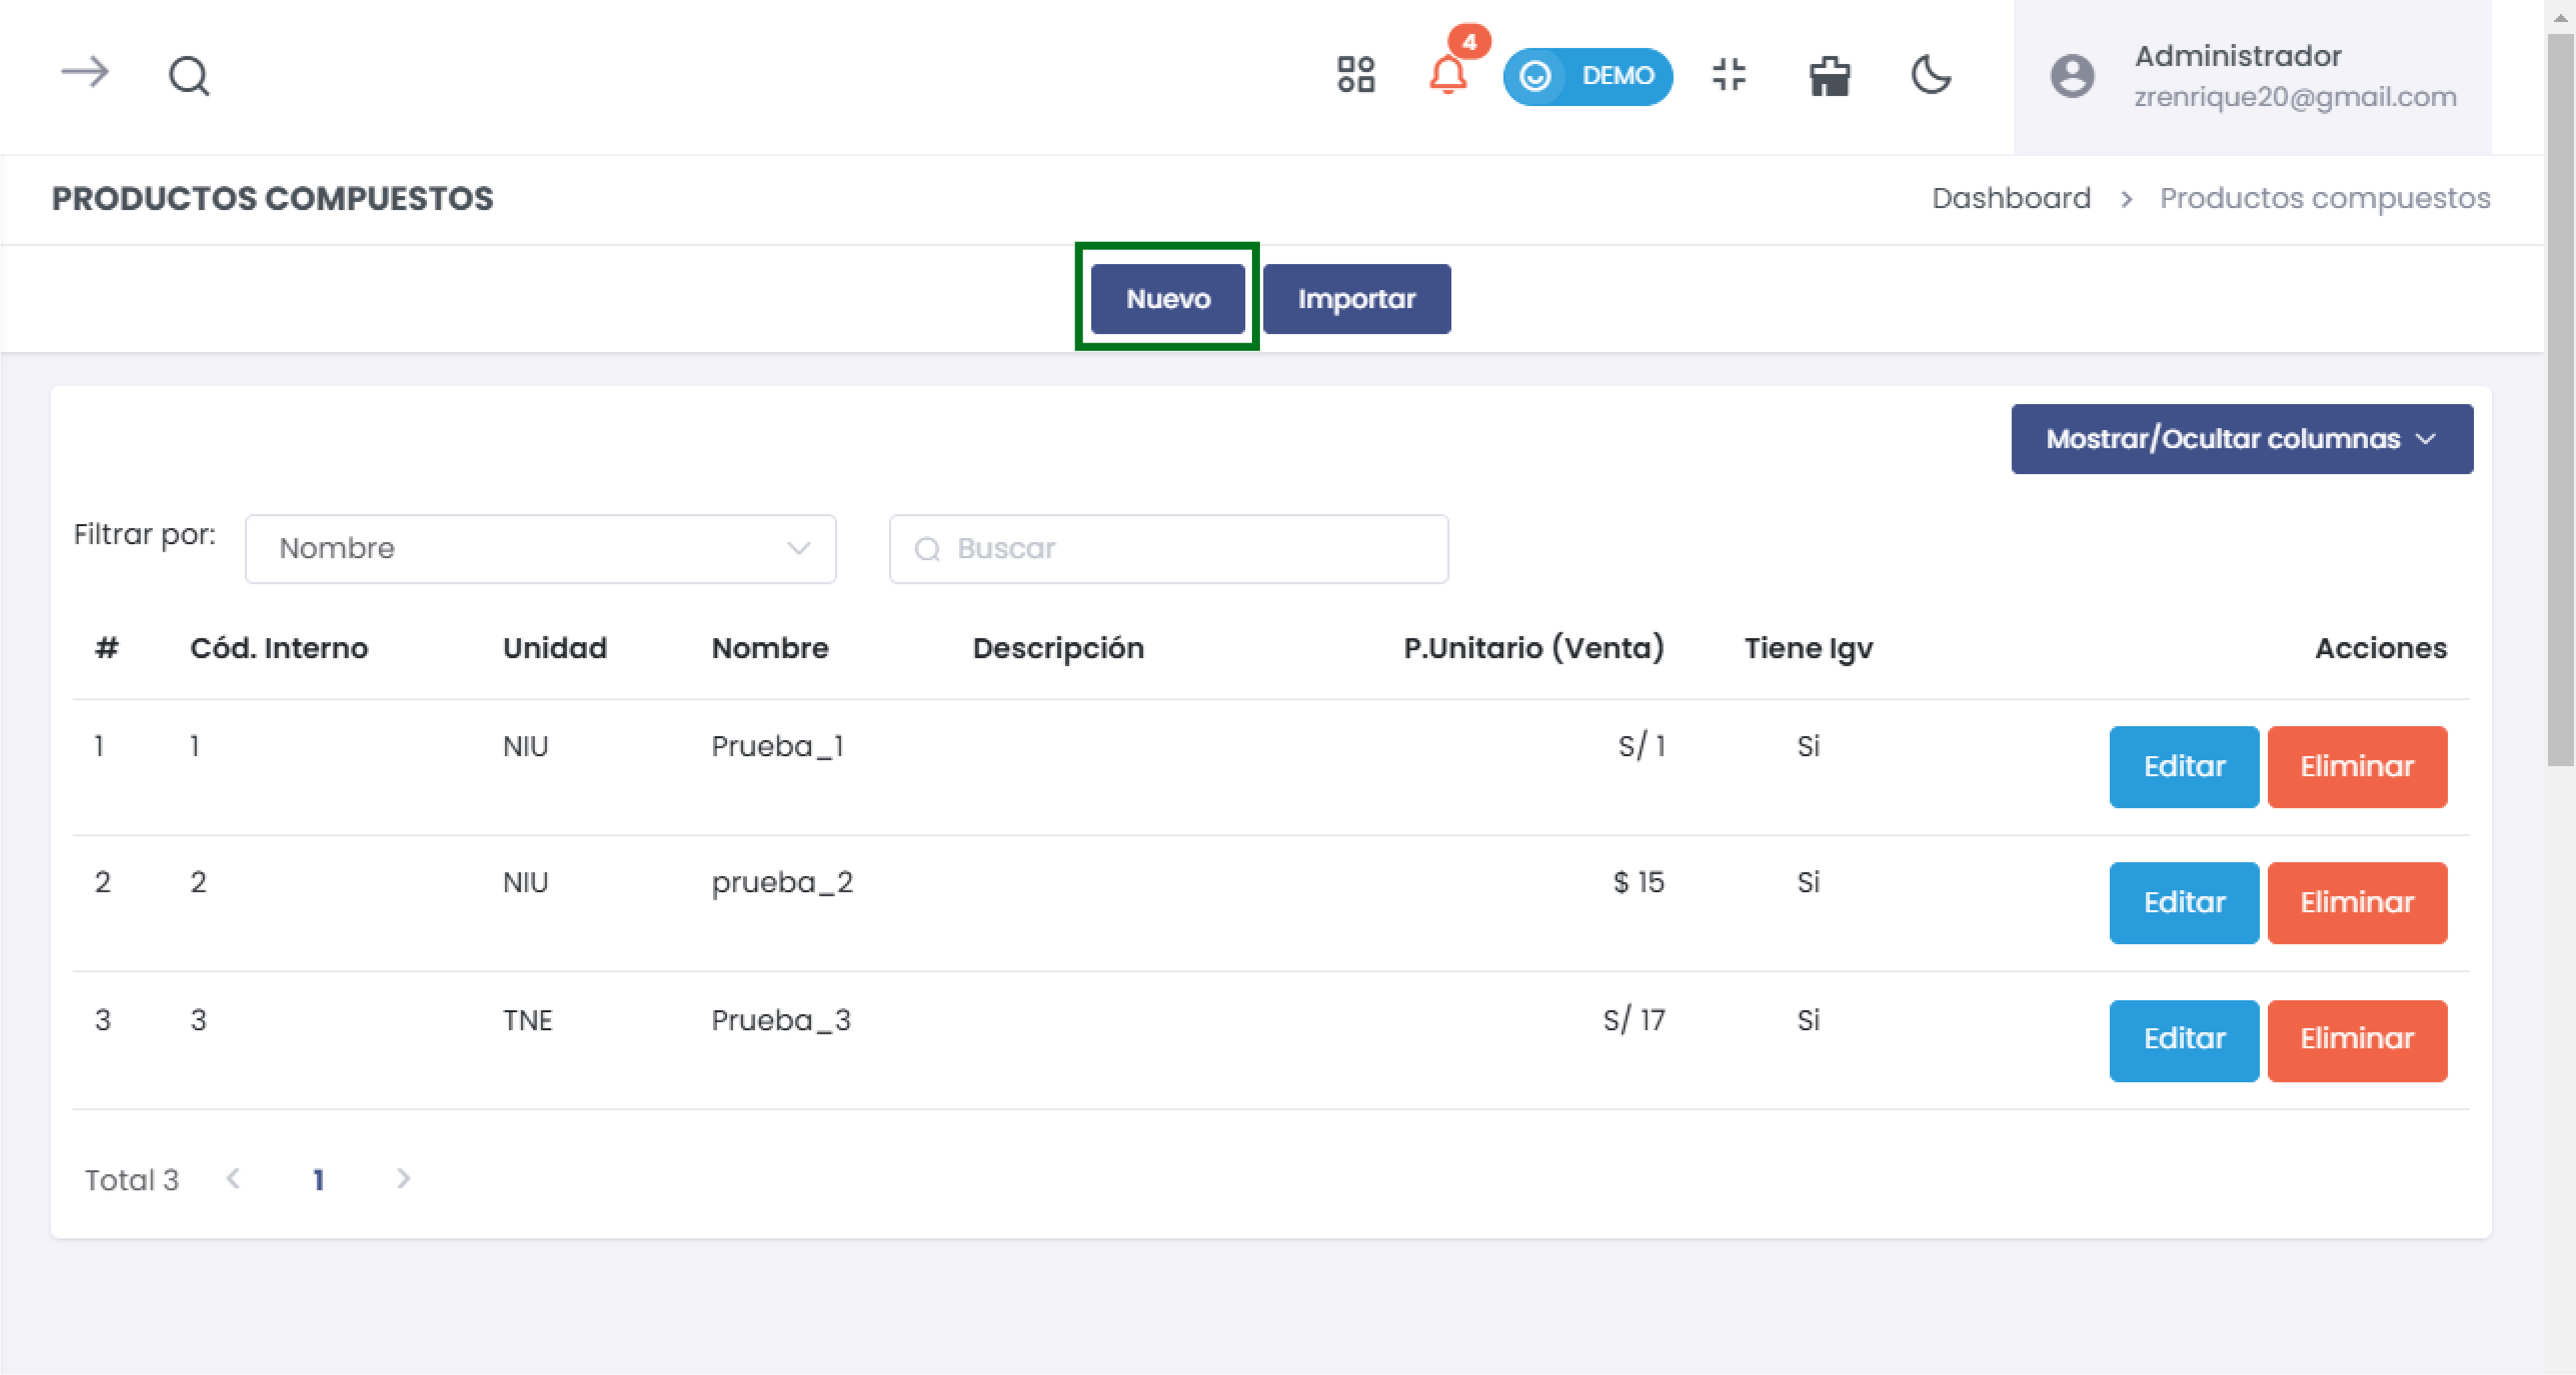 4
DEMO
Administrador
zrenrique20@gmail.com
PRODUCTOS COMPUESTOS
Dashboard > Productos compuestos
Nuevo Importar
Mostrar/Ocultar columnas
Filtrar por: Nombre Buscar
# Cód. Interno Unidad Nombre Descripción P.Unitario (Venta) Tiene Igv Acciones
1 1 NIU Prueba_1 S/ 1 Si Editar Eliminar
2 2 NIU prueba_2 $ 15 Si Editar Eliminar
3 3 TNE Prueba_3 S/ 17 Si Editar Eliminar
Total 3 < 1 >